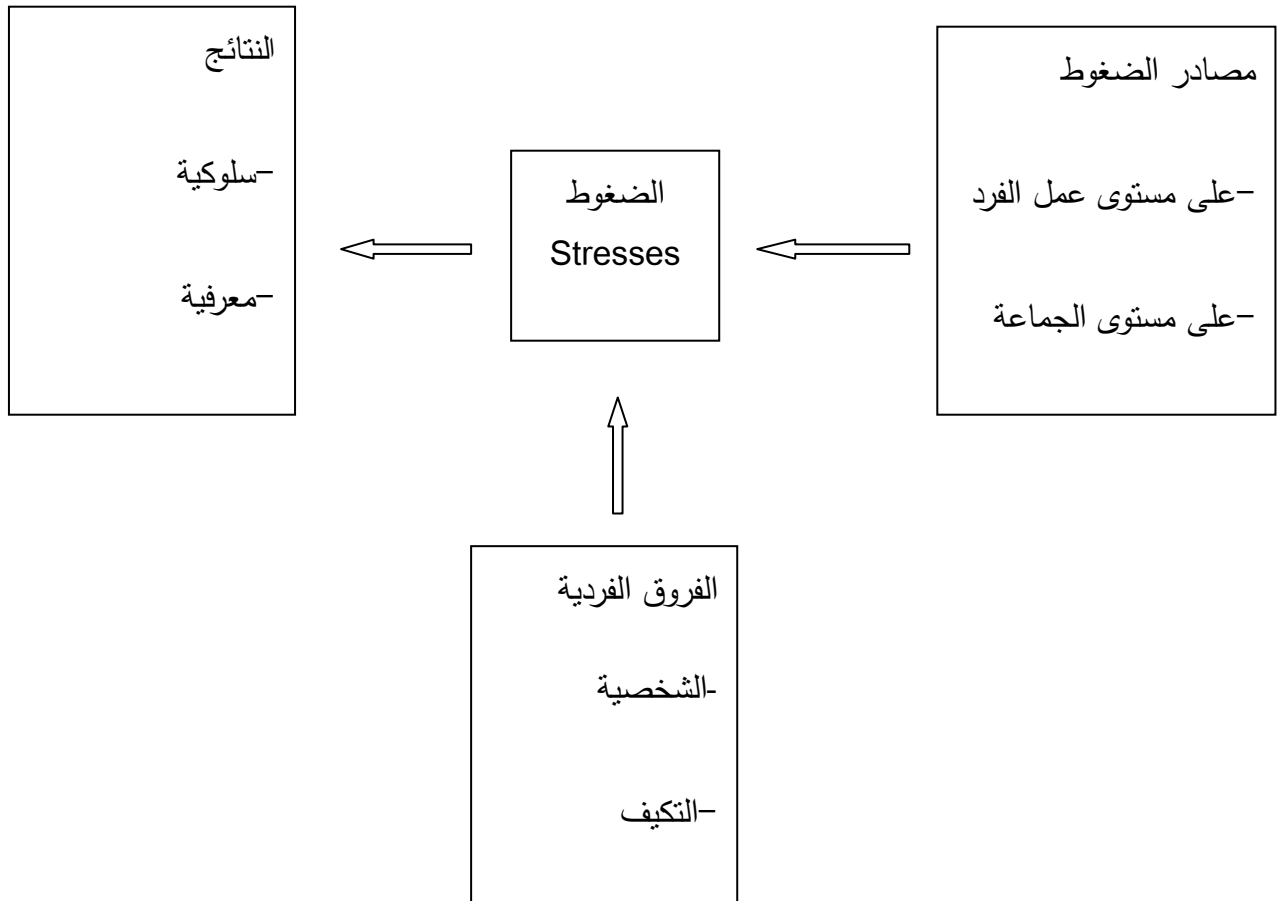 مصادر الضغوط
-على مستوى عمل الفرد
-على مستوى الجماعة
الضغوط
Stresses
النتائج
-سلوكية
-معرفية
الفروق الفردية
-الشخصية
-التكيف